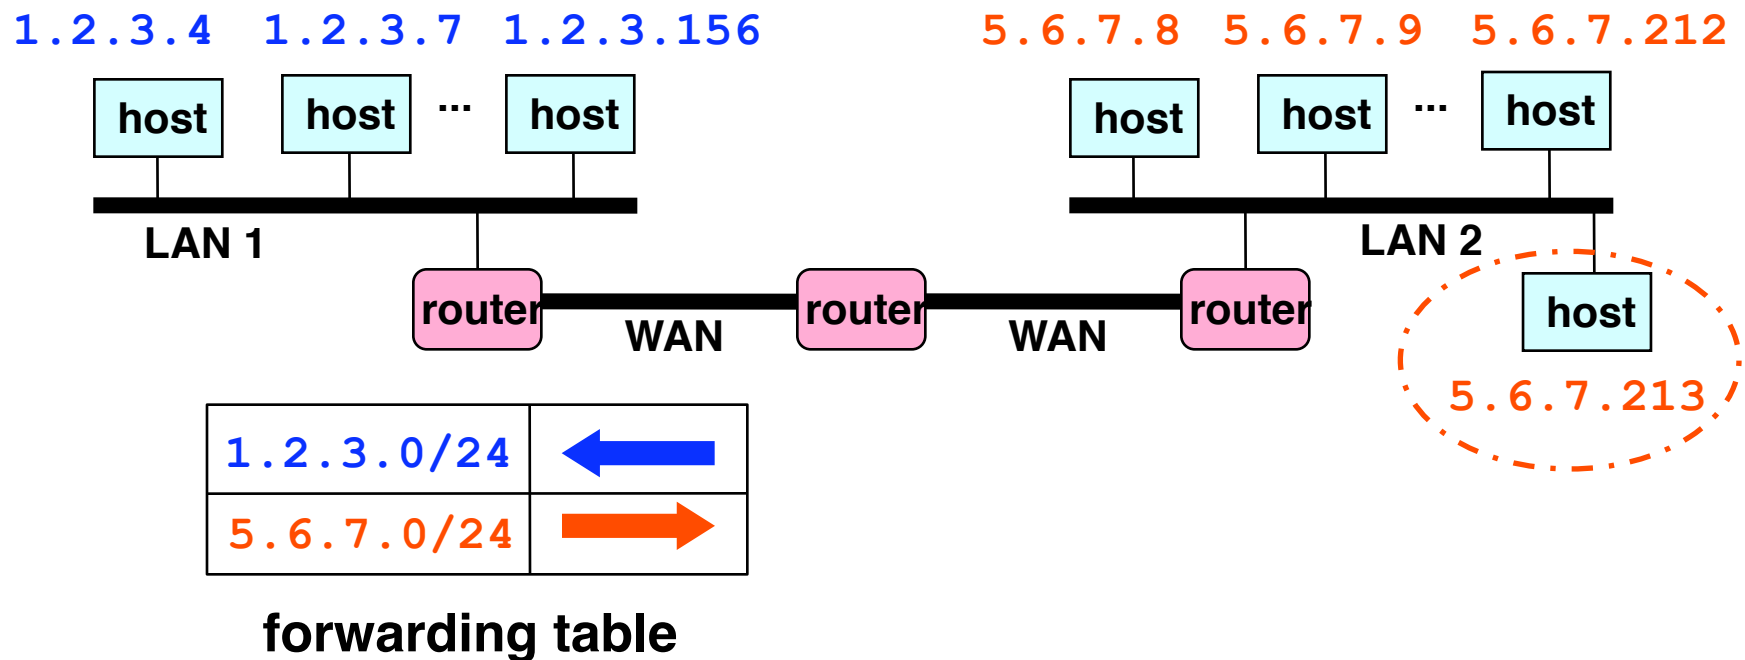 1.2.3.4 1.2.3.7 1.2.3.156 5.6.7.8 5.6.7.9 5.6.7.212
host host ... host host host ... host
LAN 1 LAN 2
router WAN router WAN router host
5.6.7.213
1.2.3.0/24
5.6.7.0/24
forwarding table